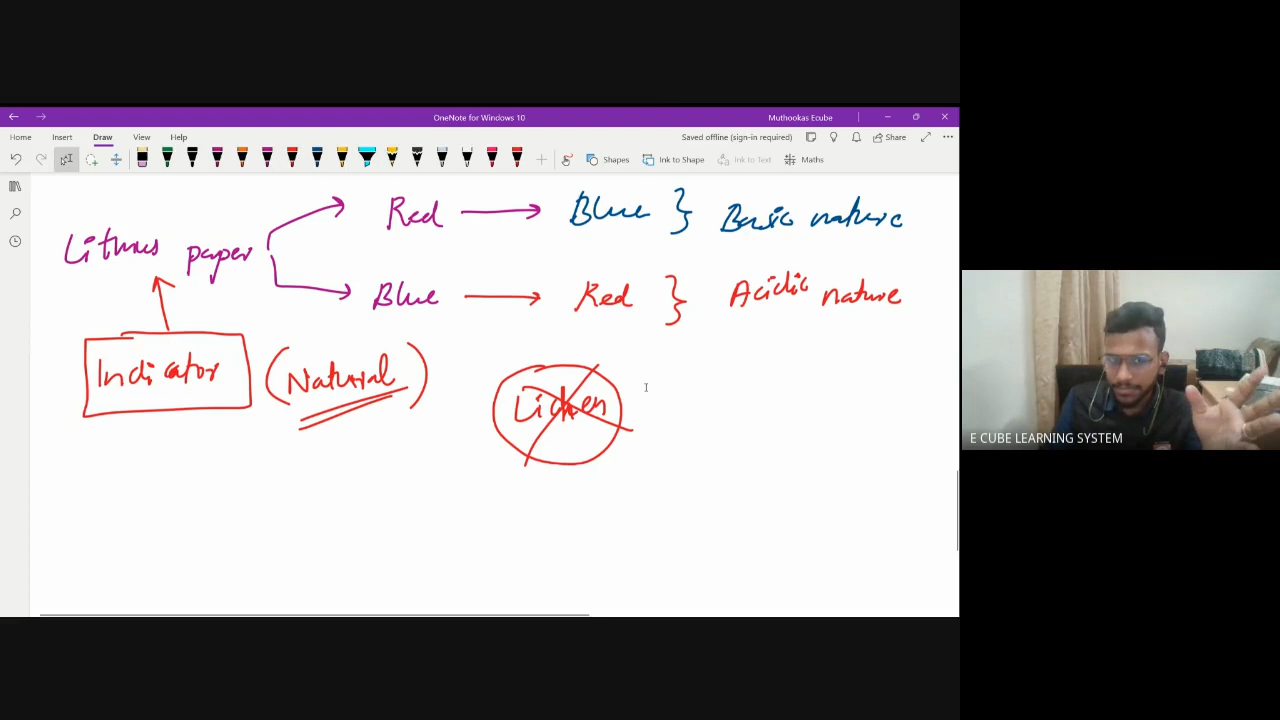 OneNote for Windows 10
Muthookas Ecube
Home Insert Draw View Help
Saved offline (sign-in required)
Share
Shapes
Ink to Shape
Ink to Text
Maths
Red → Blue } Basic nature
Litmus paper
Blue → Red } Acidic nature
Indicator (Natural)
Lichen
E CUBE LEARNING SYSTEM